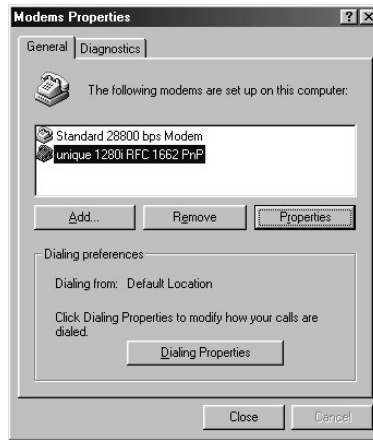 Modems Properties
General Diagnostics
The following modems are set up on this computer:
Standard 28800 bps Modem
unique 1280i RFC 1662 PnP
Add... Remove Properties
Dialing preferences
Dialing from: Default Location
Click Dialing Properties to modify how your calls are
dialed.
Dialing Properties
Close Cancel